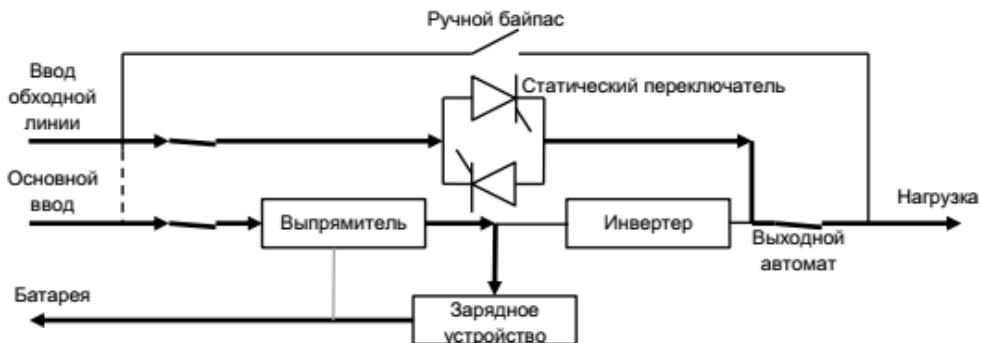 Ручной байпас
Ввод
обходной
линии
Статический переключатель
Основной
ввод
Выпрямитель
Инвертер
Нагрузка
Выходной
автомат
Батарея
Зарядное
устройство